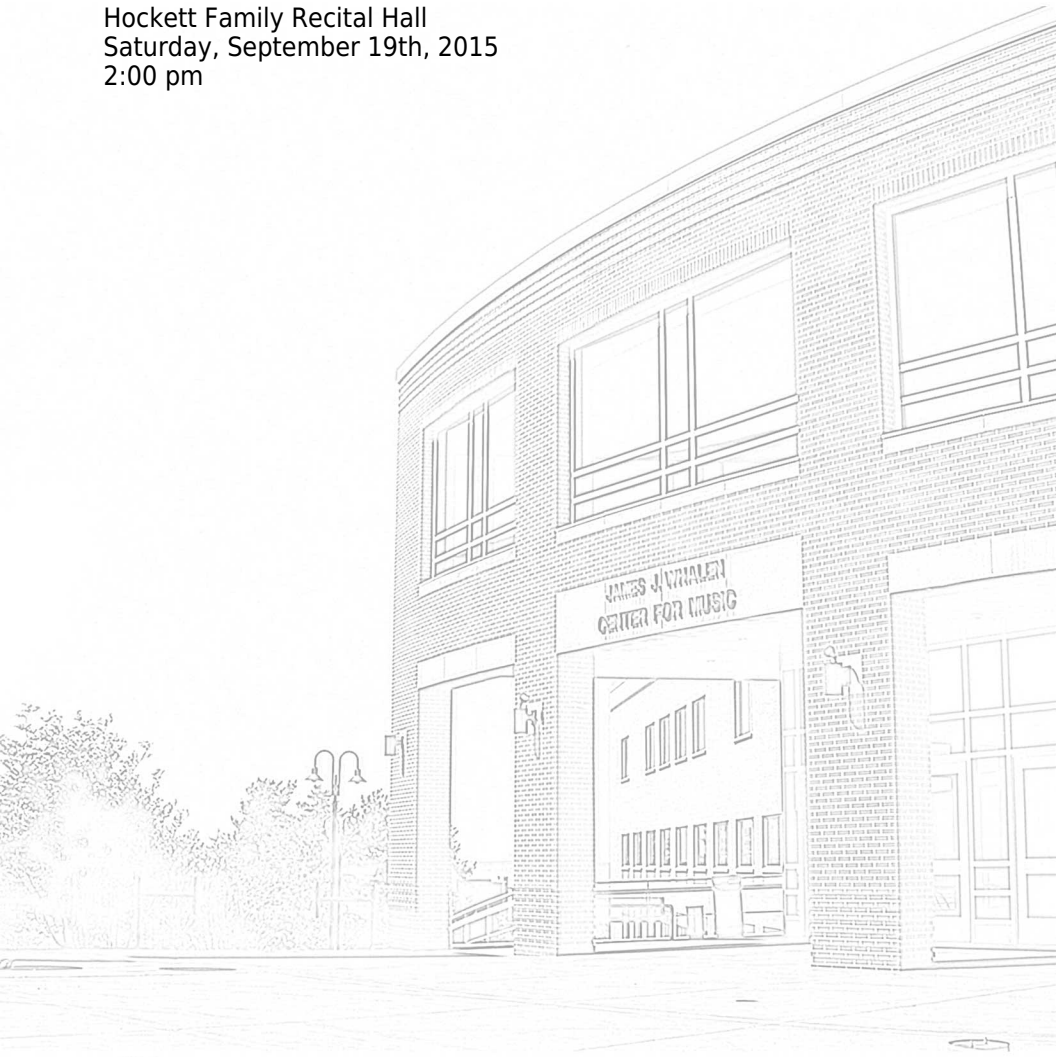 Hockett Family Recital Hall
Saturday, September 19th, 2015
2:00 pm
JAMES J. WHALEN
CENTER FOR MUSIC